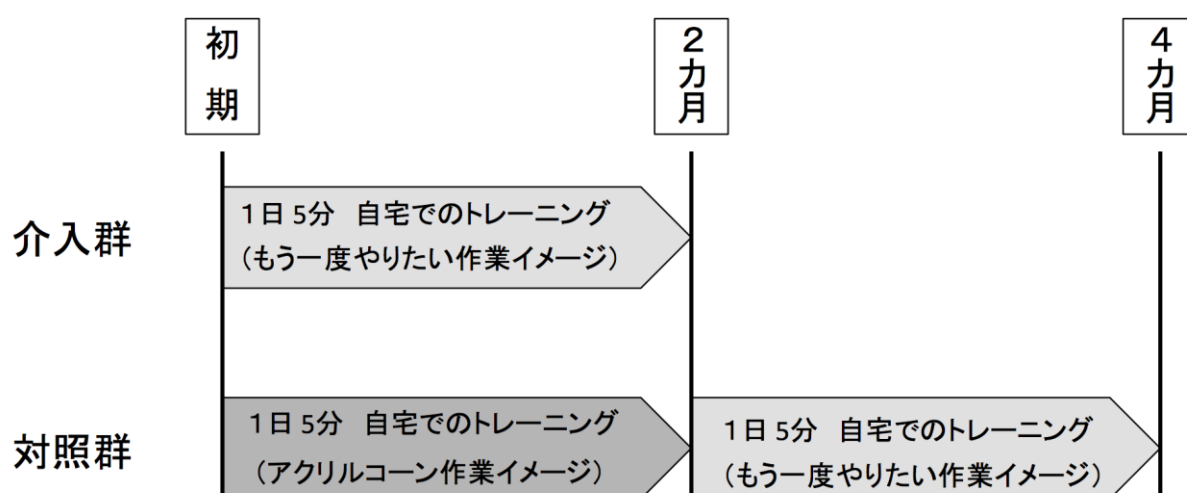 初期
２カ月
４カ月
介入群
１日 5分　自宅でのトレーニング
（もう一度やりたい作業イメージ）
対照群
１日 5分　自宅でのトレーニング
（アクリルコーン作業イメージ）
１日 5分　自宅でのトレーニング
（もう一度やりたい作業イメージ）